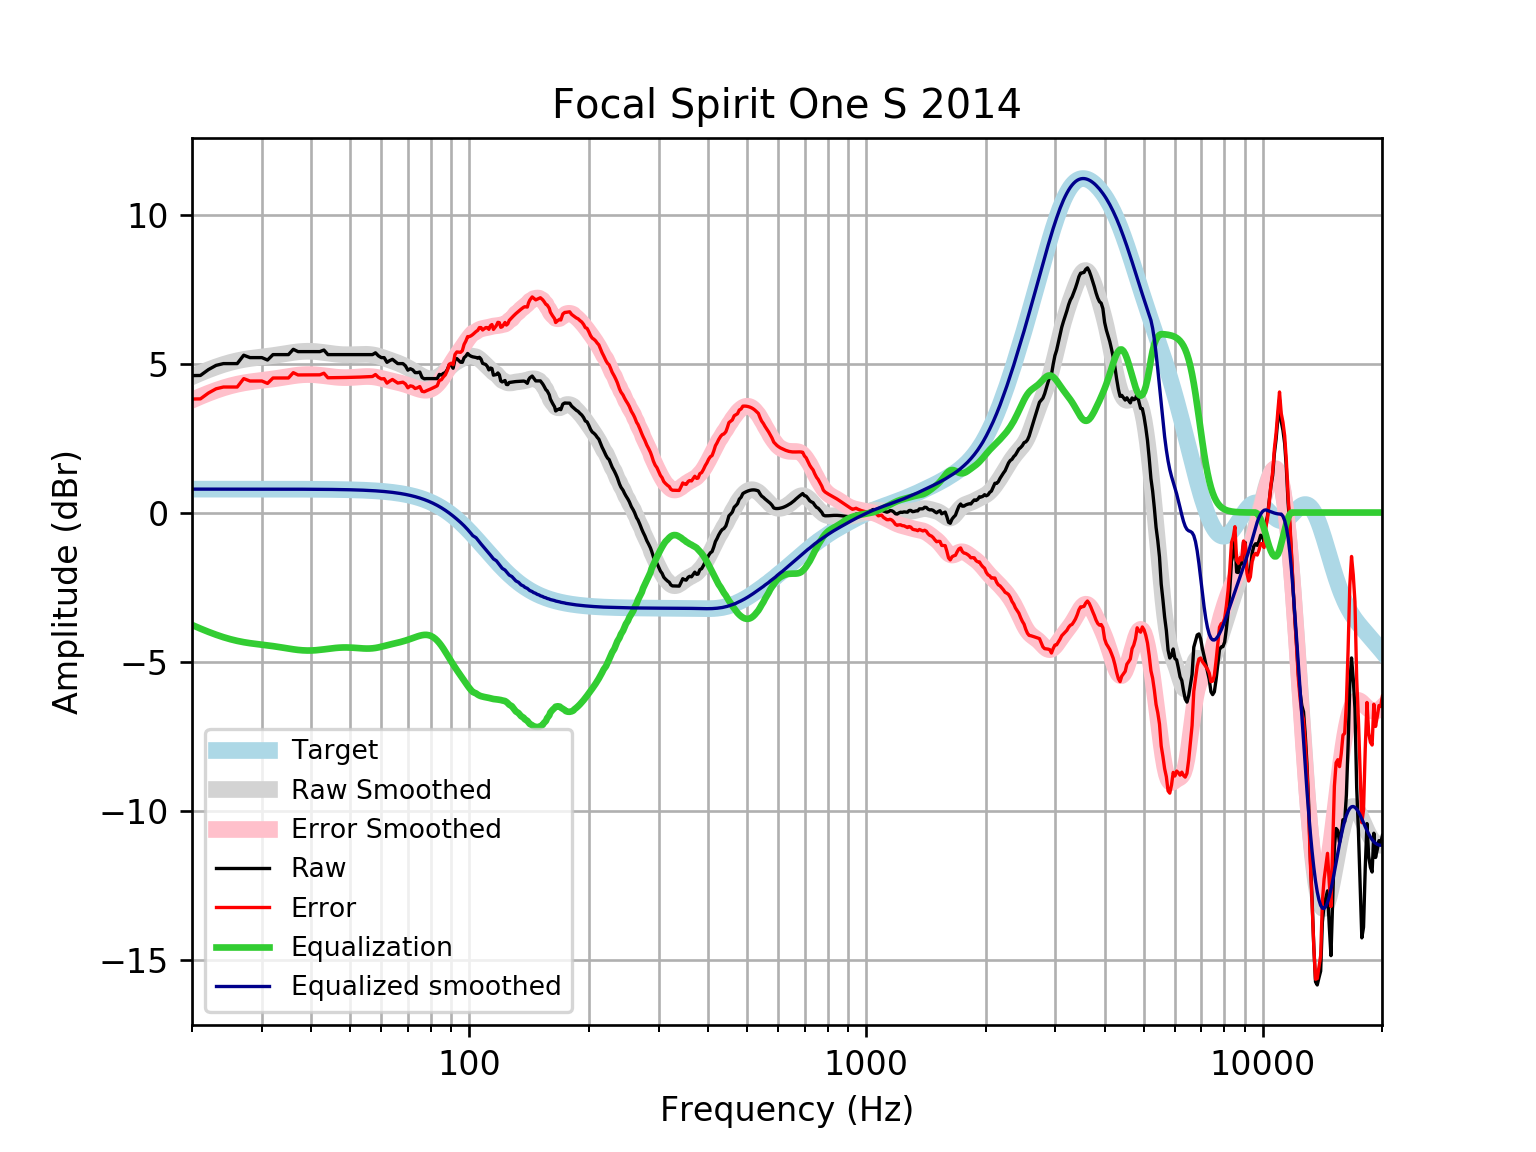 Focal Spirit One S 2014
Amplitude (dBr)
10
5
0
−5
−10
−15
Target
Raw Smoothed
Error Smoothed
Raw
Error
Equalization
Equalized smoothed
100 1000 10000
Frequency (Hz)